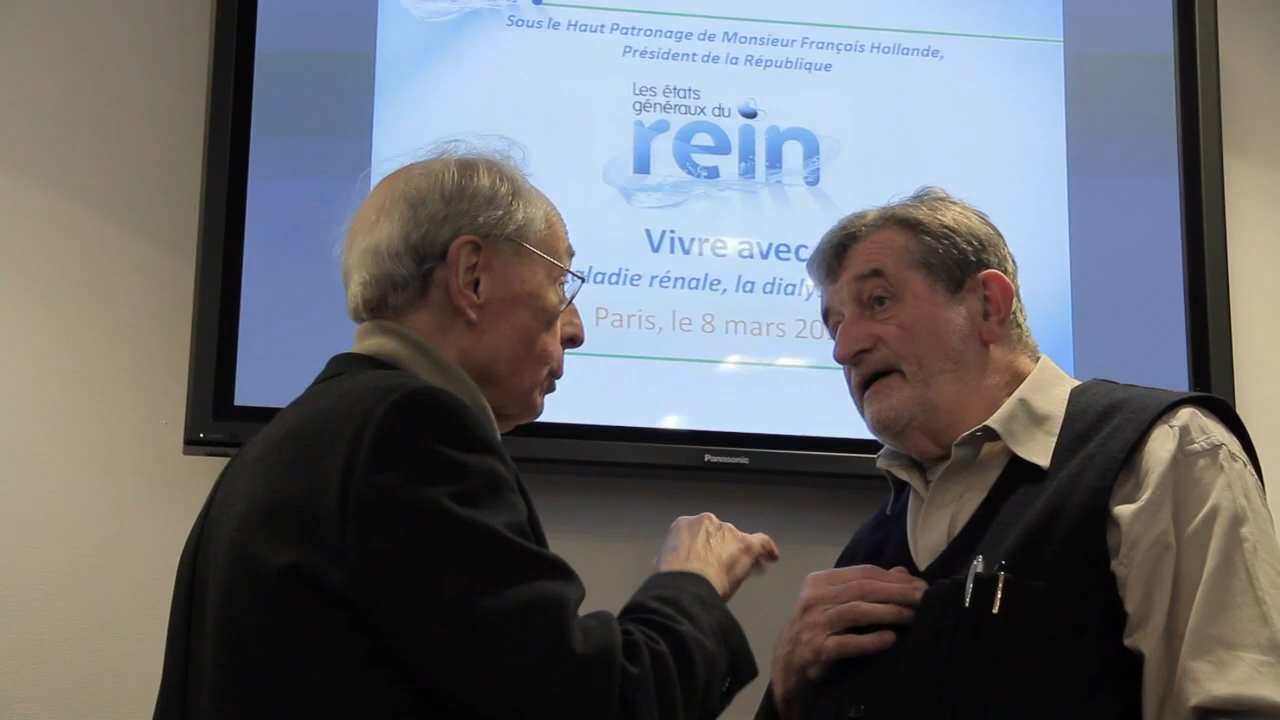 Sous le Haut Patronage de Monsieur François Hollande,
Président de la République
Les états
généraux du
rein
Vivre avec
ladie rénale, la dialy
Paris, le 8 mars 20
Panasonic